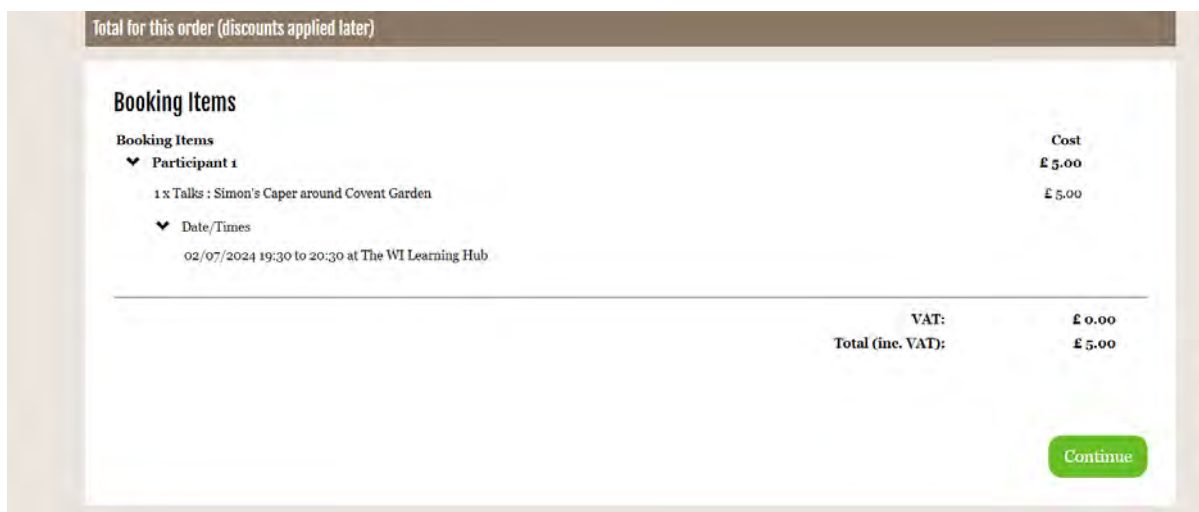 Total for this order (discounts applied later)
Booking Items
Booking Items Cost
Participant 1 £ 5.00
1 x Talks : Simon's Caper around Covent Garden £ 5.00
Date/Times
02/07/2024 19:30 to 20:30 at The WI Learning Hub
VAT: £ 0.00
Total (inc. VAT): £ 5.00
Continue